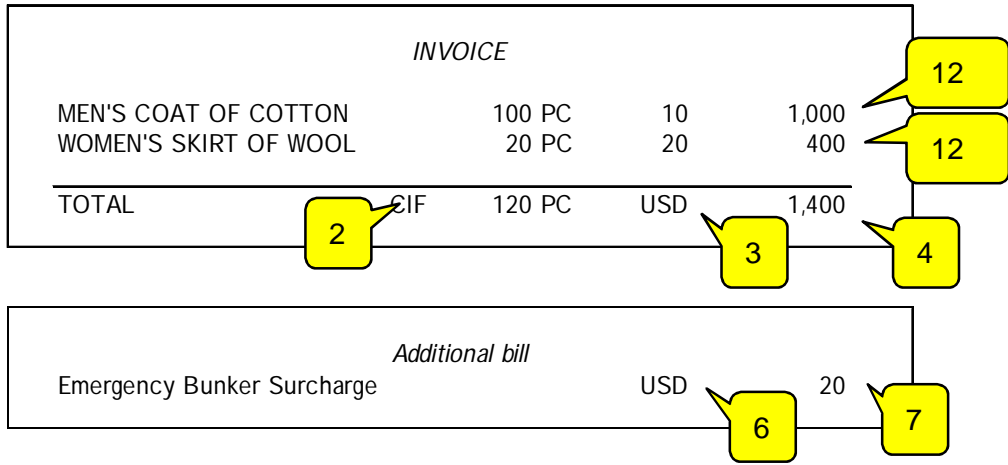 INVOICE
12
MEN'S COAT OF COTTON 100 PC 10 1,000
WOMEN'S SKIRT OF WOOL 20 PC 20 400
12
TOTAL CIF 120 PC USD 1,400
2
3
4
Additional bill
Emergency Bunker Surcharge USD 20
6
7